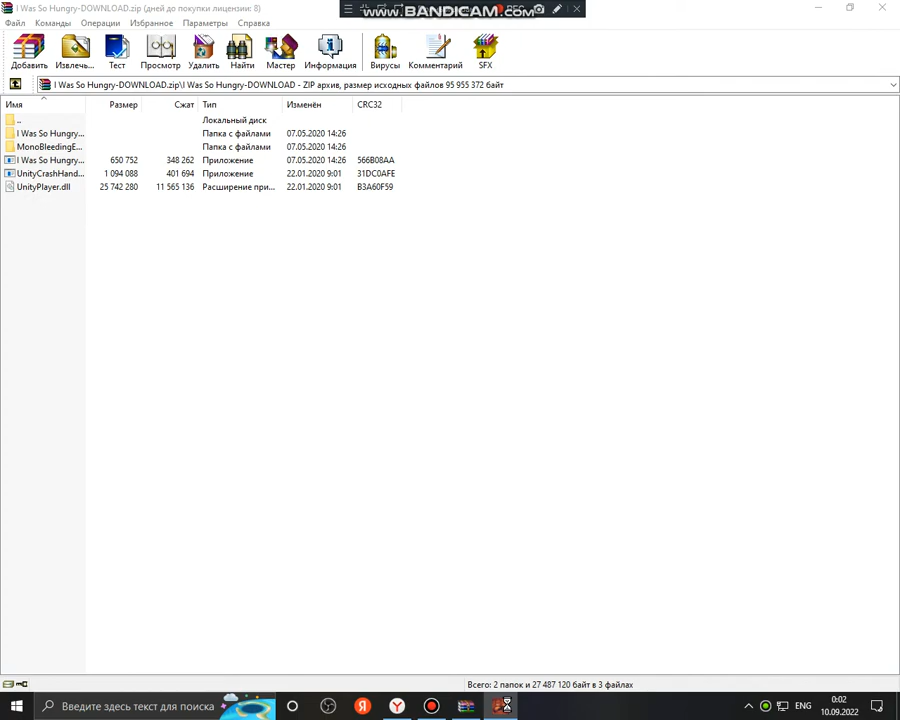 I Was So Hungry-DOWNLOAD.zip (дней до покупки лицензии: 8)
www.BANDICAM.com
Файл Команды Операции Избранное Параметры Справка
Добавить Извлечь... Тест Просмотр Удалить Найти Мастер Информация Вирусы Комментарий SFX
I Was So Hungry-DOWNLOAD.zip\I Was So Hungry-DOWNLOAD - ZIP архив, размер исходных файлов 95 955 372 байт
Имя Размер Сжат Тип Изменён CRC32
.. Локальный диск
I Was So Hungry... Папка с файлами 07.05.2020 14:26
MonoBleedingE... Папка с файлами 07.05.2020 14:26
I Was So Hungry... 650 752 348 262 Приложение 07.05.2020 14:26 566B08AA
UnityCrashHand... 1 094 088 401 694 Приложение 22.01.2020 9:01 31DC0AFE
UnityPlayer.dll 25 742 280 11 565 136 Расширение при... 22.01.2020 9:01 B3A60F59
Всего: 2 папок и 27 487 120 байт в 3 файлах
Введите здесь текст для поиска
Я
Y
ENG
0:02
10.09.2022